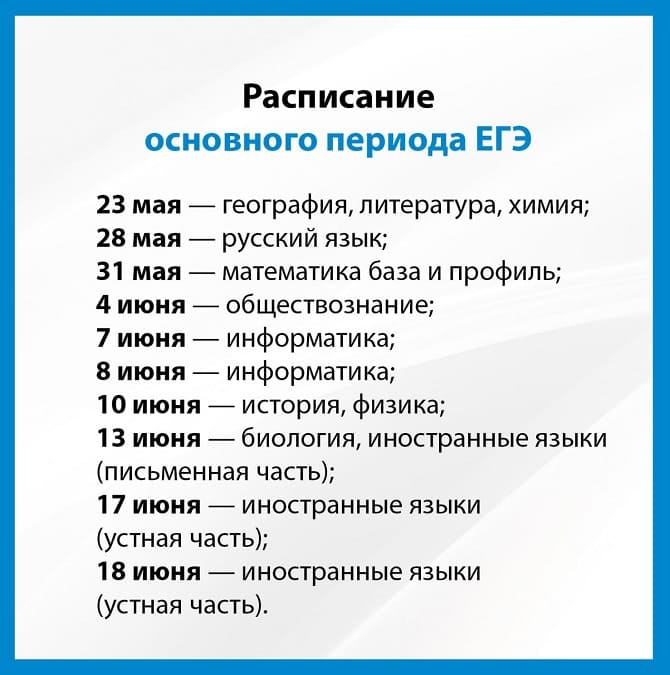 Расписание
основного периода ЕГЭ
23 мая — география, литература, химия;
28 мая — русский язык;
31 мая — математика база и профиль;
4 июня — обществознание;
7 июня — информатика;
8 июня — информатика;
10 июня — история, физика;
13 июня — биология, иностранные языки
(письменная часть);
17 июня — иностранные языки
(устная часть);
18 июня — иностранные языки
(устная часть).